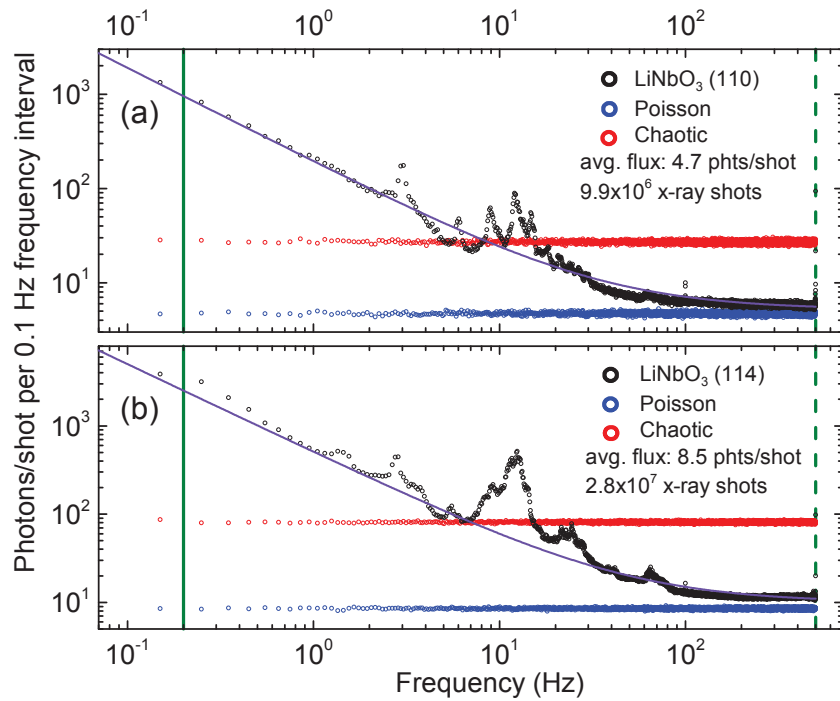 10⁻¹ 10⁰ 10¹ 10²
Photons/shot per 0.1 Hz frequency interval
10³
10²
10¹
(a)
LiNbO₃ (110)
Poisson
Chaotic
avg. flux: 4.7 phts/shot
9.9x10⁶ x-ray shots
10³
10²
10¹
(b)
LiNbO₃ (114)
Poisson
Chaotic
avg. flux: 8.5 phts/shot
2.8x10⁷ x-ray shots
10⁻¹ 10⁰ 10¹ 10²
Frequency (Hz)